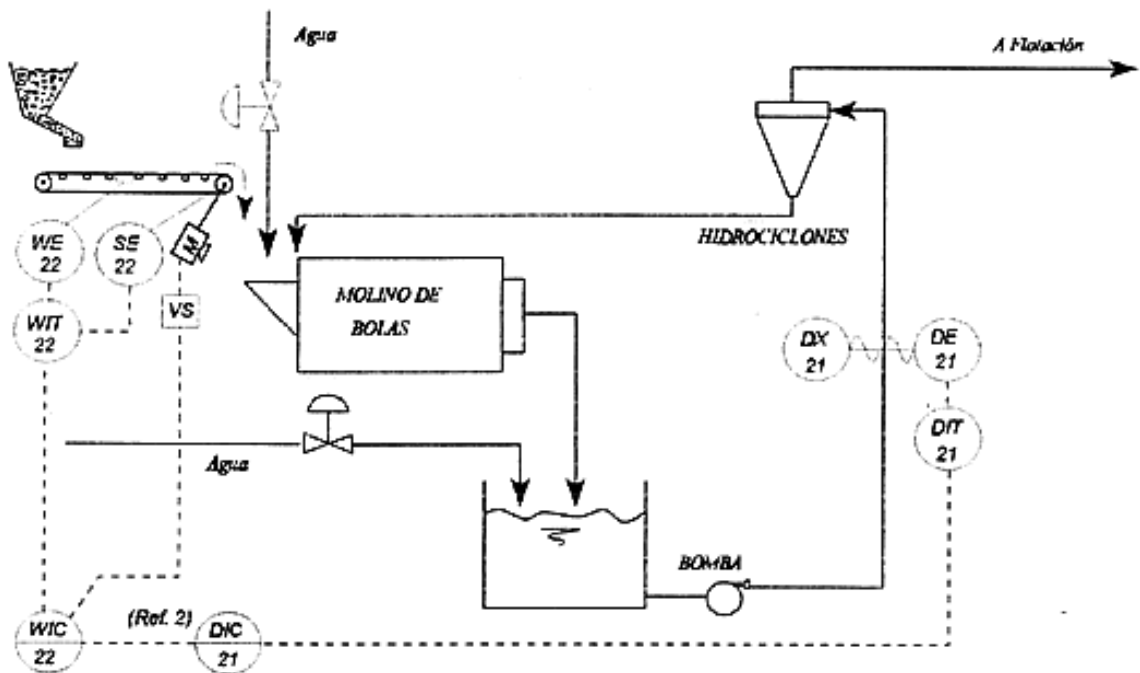 Agua
A Flotación
WE
22
SE
22
M
HIDROCICLONES
WIT
22
VS
MOLINO DE
BOLAS
DX
21
DE
21
DIT
21
Agua
BOMBA
WIC
22
(Ref. 2)
DIC
21